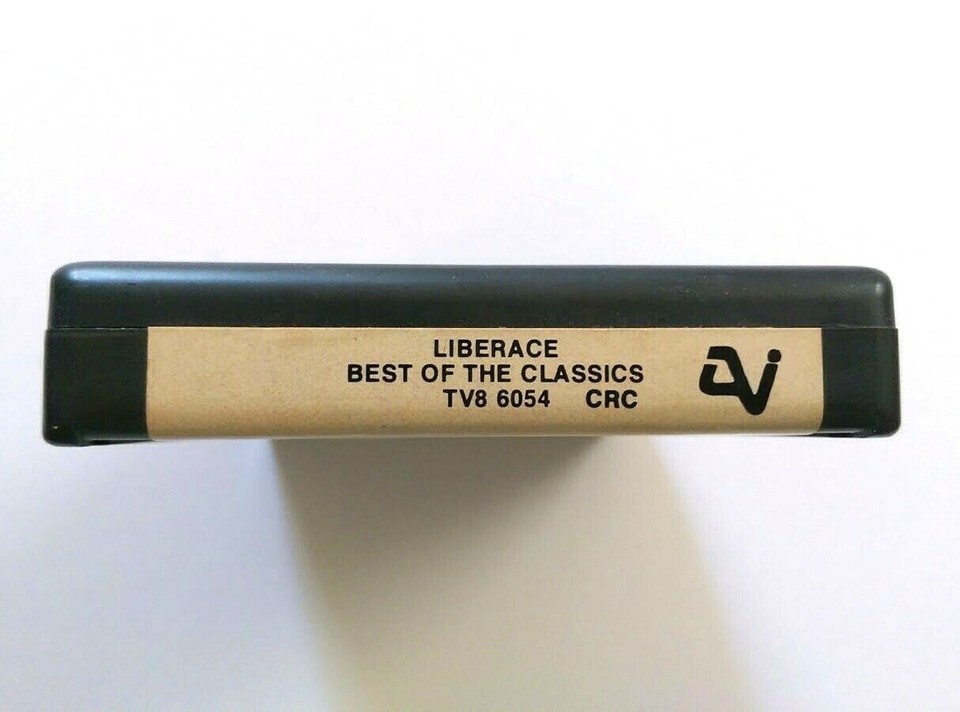 LIBERACE
BEST OF THE CLASSICS
TV8 6054 CRC